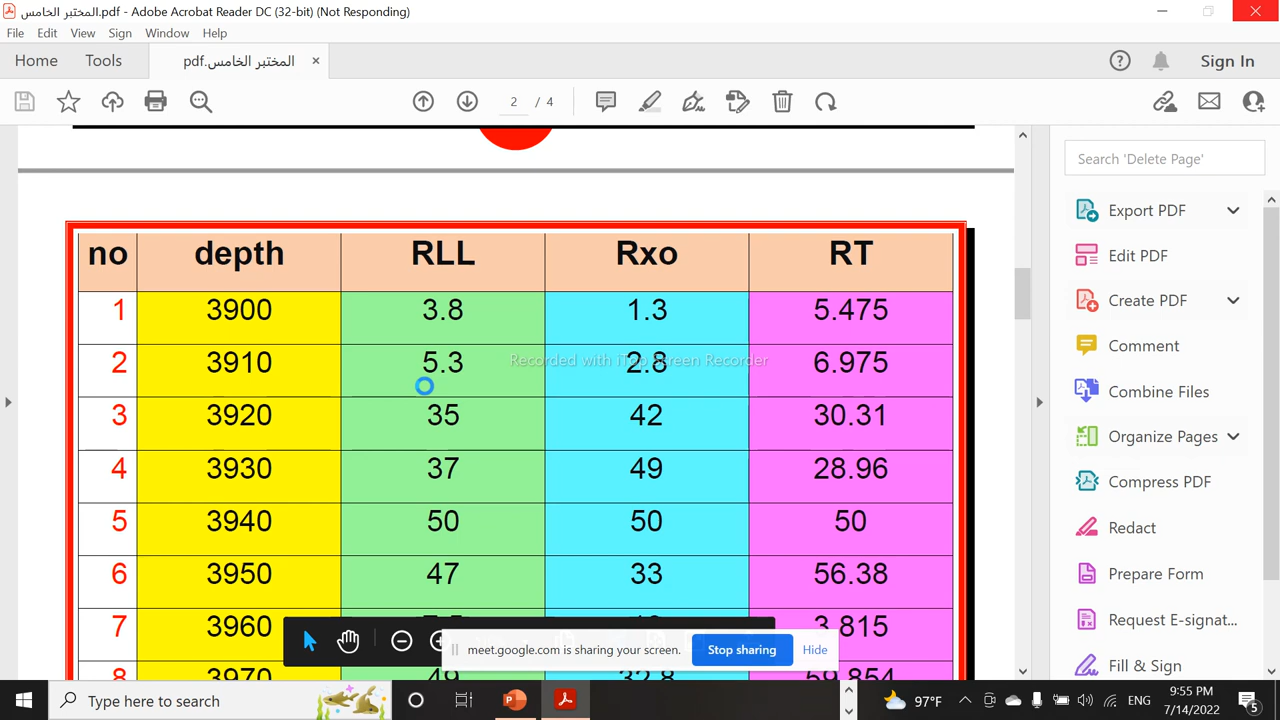 المختبر الخامس.pdf - Adobe Acrobat Reader DC (32-bit) (Not Responding)
File Edit View Sign Window Help
Home Tools المختبر الخامس.pdf × Sign In
2 / 4
Search 'Delete Page'
Export PDF
Edit PDF
Create PDF
Comment
Combine Files
Organize Pages
Compress PDF
Redact
Prepare Form
Request E-signat...
Fill & Sign
no depth RLL Rxo RT
1 3900 3.8 1.3 5.475
2 3910 5.3 2.8 6.975
Recorded with iTop Screen Recorder
3 3920 35 42 30.31
4 3930 37 49 28.96
5 3940 50 50 50
6 3950 47 33 56.38
7 3960 3.815
8 3970 49 32.8 59.854
meet.google.com is sharing your screen. Stop sharing Hide
Type here to search
97°F ENG 9:55 PM
7/14/2022 5